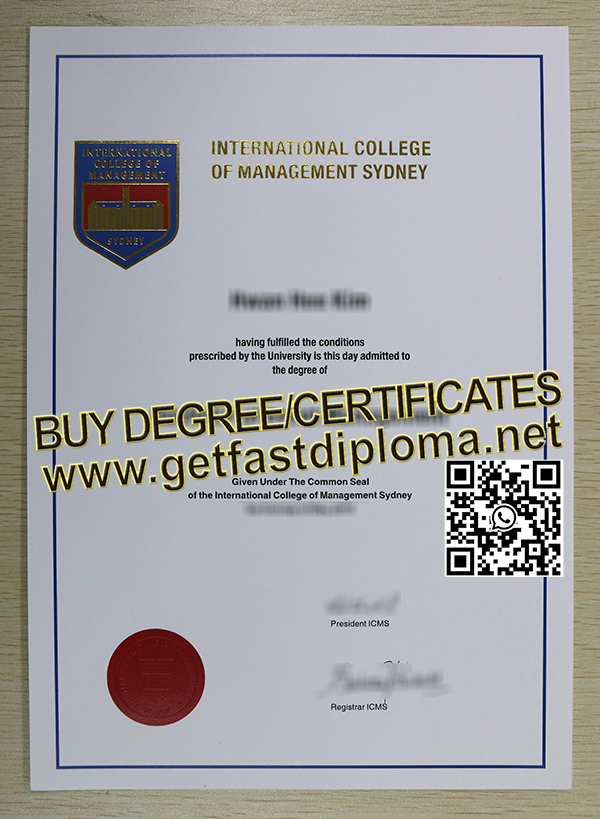 INTERNATIONAL
COLLEGE OF
MANAGEMENT
SYDNEY
INTERNATIONAL COLLEGE
OF MANAGEMENT SYDNEY
having fulfilled the conditions
prescribed by the University is this day admitted to
the degree of
BUY DEGREE/CERTIFICATES
www.getfastdiploma.net
Given Under The Common Seal
of the International College of Management Sydney
President ICMS
Registrar ICMS